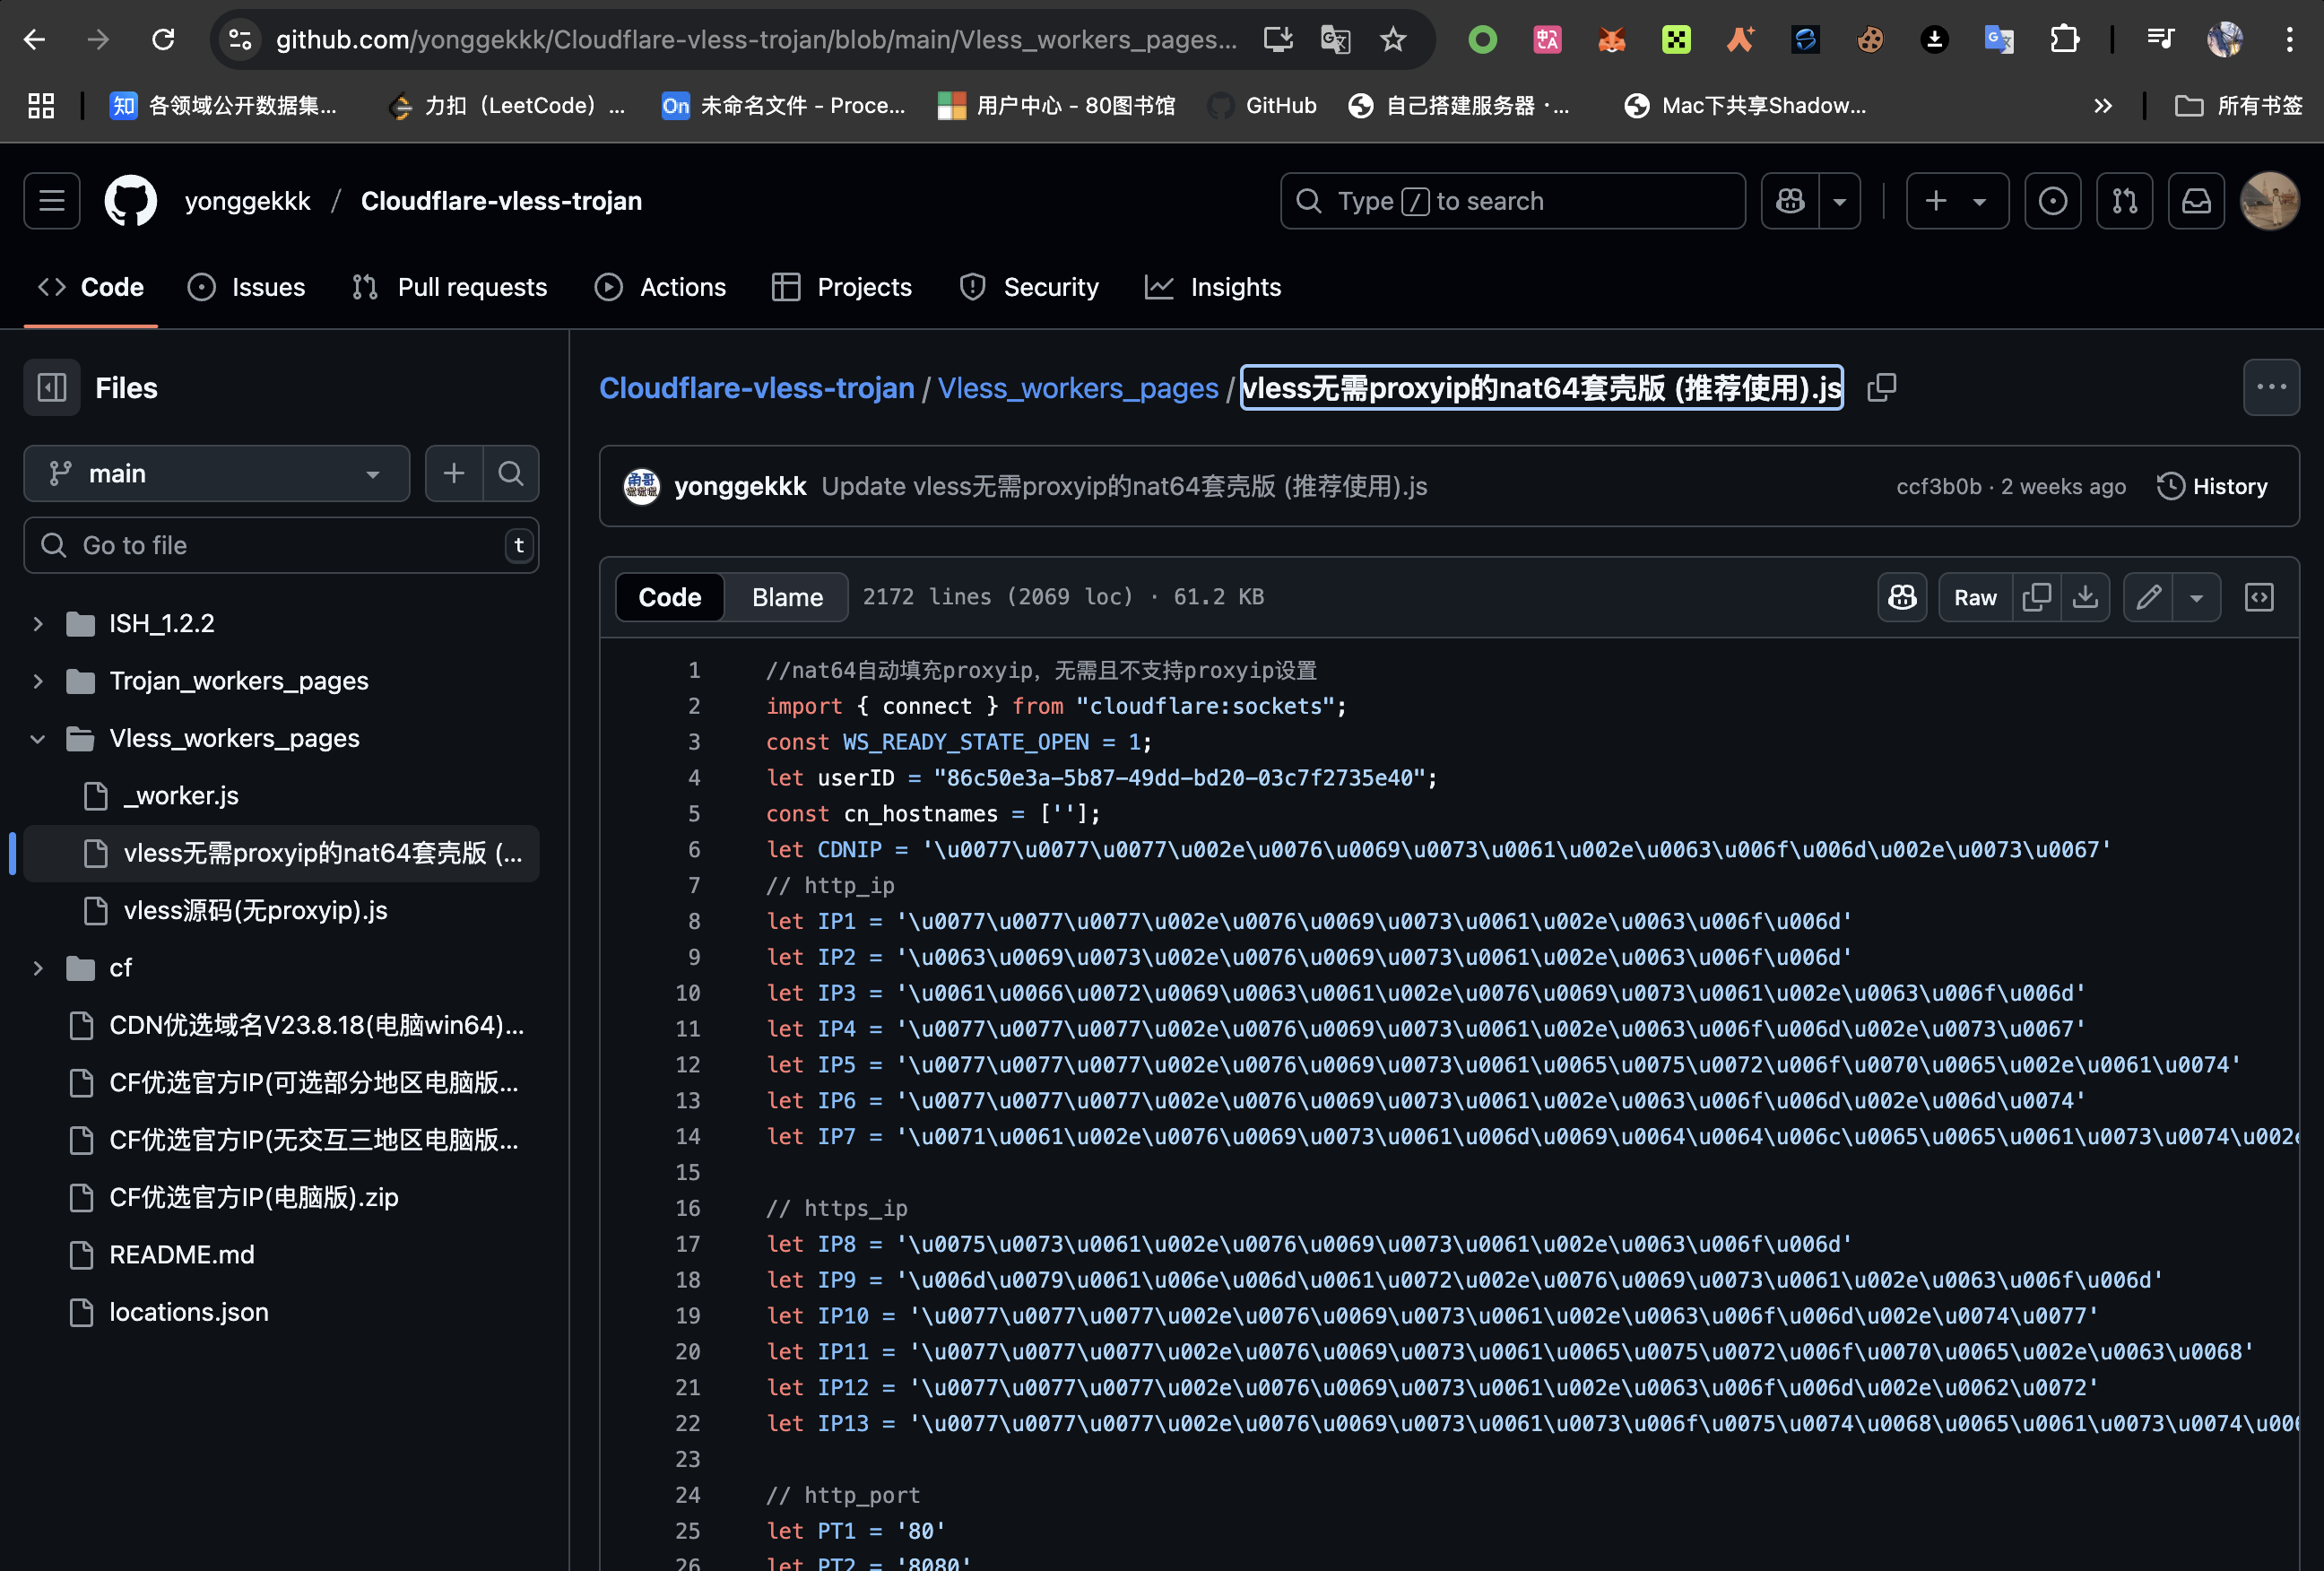 github.com/yonggekkk/Cloudflare-vless-trojan/blob/main/Vless_workers_pages...
各领域公开数据集...
力扣（LeetCode）...
未命名文件 - Proce...
用户中心 - 80图书馆
GitHub
自己搭建服务器 ·...
Mac下共享Shadow...
所有书签
yonggekkk / Cloudflare-vless-trojan
Type / to search
Code
Issues
Pull requests
Actions
Projects
Security
Insights
Files
main
Go to file
t
ISH_1.2.2
Trojan_workers_pages
Vless_workers_pages
_worker.js
vless无需proxyip的nat64套壳版 (...
vless源码(无proxyip).js
cf
CDN优选域名V23.8.18(电脑win64)...
CF优选官方IP(可选部分地区电脑版...
CF优选官方IP(无交互三地区电脑版...
CF优选官方IP(电脑版).zip
README.md
locations.json
Cloudflare-vless-trojan / Vless_workers_pages / vless无需proxyip的nat64套壳版 (推荐使用).js
yonggekkk Update vless无需proxyip的nat64套壳版 (推荐使用).js
ccf3b0b · 2 weeks ago
History
Code
Blame
2172 lines (2069 loc) · 61.2 KB
Raw
1 //nat64自动填充proxyip，无需且不支持proxyip设置
2 import { connect } from "cloudflare:sockets";
3 const WS_READY_STATE_OPEN = 1;
4 let userID = "86c50e3a-5b87-49dd-bd20-03c7f2735e40";
5 const cn_hostnames = [''];
6 let CDNIP = '\u0077\u0077\u0077\u002e\u0076\u0069\u0073\u0061\u002e\u0063\u006f\u006d\u002e\u0073\u0067'
7 // http_ip
8 let IP1 = '\u0077\u0077\u0077\u002e\u0076\u0069\u0073\u0061\u002e\u0063\u006f\u006d'
9 let IP2 = '\u0063\u0069\u0073\u002e\u0076\u0069\u0073\u0061\u002e\u0063\u006f\u006d'
10 let IP3 = '\u0061\u0066\u0072\u0069\u0063\u0061\u002e\u0076\u0069\u0073\u0061\u002e\u0063\u006f\u006d'
11 let IP4 = '\u0077\u0077\u0077\u002e\u0076\u0069\u0073\u0061\u002e\u0063\u006f\u006d\u002e\u0073\u0067'
12 let IP5 = '\u0077\u0077\u0077\u002e\u0076\u0069\u0073\u0061\u0065\u0075\u0072\u006f\u0070\u0065\u002e\u0061\u0074'
13 let IP6 = '\u0077\u0077\u0077\u002e\u0076\u0069\u0073\u0061\u002e\u0063\u006f\u006d\u002e\u006d\u0074'
14 let IP7 = '\u0071\u0061\u002e\u0076\u0069\u0073\u0061\u006d\u0069\u0064\u0064\u006c\u0065\u0065\u0061\u0073\u0074\u002e
15
16 // https_ip
17 let IP8 = '\u0075\u0073\u0061\u002e\u0076\u0069\u0073\u0061\u002e\u0063\u006f\u006d'
18 let IP9 = '\u006d\u0079\u0061\u006e\u006d\u0061\u0072\u002e\u0076\u0069\u0073\u0061\u002e\u0063\u006f\u006d'
19 let IP10 = '\u0077\u0077\u0077\u002e\u0076\u0069\u0073\u0061\u002e\u0063\u006f\u006d\u002e\u0074\u0077'
20 let IP11 = '\u0077\u0077\u0077\u002e\u0076\u0069\u0073\u0061\u0065\u0075\u0072\u006f\u0070\u0065\u002e\u0063\u0068'
21 let IP12 = '\u0077\u0077\u0077\u002e\u0076\u0069\u0073\u0061\u002e\u0063\u006f\u006d\u002e\u0062\u0072'
22 let IP13 = '\u0077\u0077\u0077\u002e\u0076\u0069\u0073\u0061\u0073\u006f\u0075\u0074\u0068\u0065\u0061\u0073\u0074\u006
23
24 // http_port
25 let PT1 = '80'
26 let PT2 = '8080'